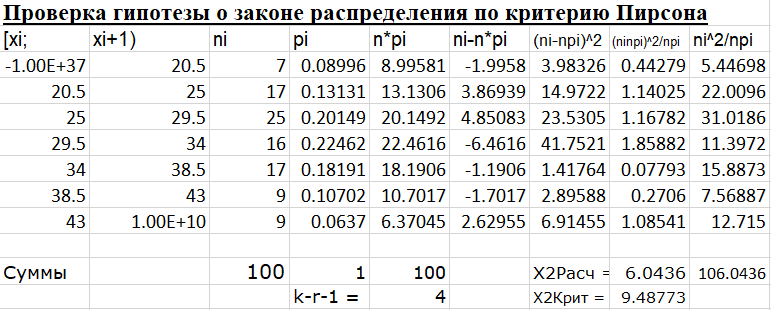 Проверка гипотезы о законе распределения по критерию Пирсона
[xi; xi+1) ni pi n*pi ni-n*pi (ni-npi)^2 (ninpi)^2/npi ni^2/npi
-1.00E+37 20.5 7 0.08996 8.99581 -1.9958 3.98326 0.44279 5.44698
20.5 25 17 0.13131 13.1306 3.86939 14.9722 1.14025 22.0096
25 29.5 25 0.20149 20.1492 4.85083 23.5305 1.16782 31.0186
29.5 34 16 0.22462 22.4616 -6.4616 41.7521 1.85882 11.3972
34 38.5 17 0.18191 18.1906 -1.1906 1.41764 0.07793 15.8873
38.5 43 9 0.10702 10.7017 -1.7017 2.89588 0.2706 7.56887
43 1.00E+10 9 0.0637 6.37045 2.62955 6.91455 1.08541 12.715
Суммы 100 1 100 X2Расч = 6.0436 106.0436
k-r-1 = 4 X2Крит = 9.48773